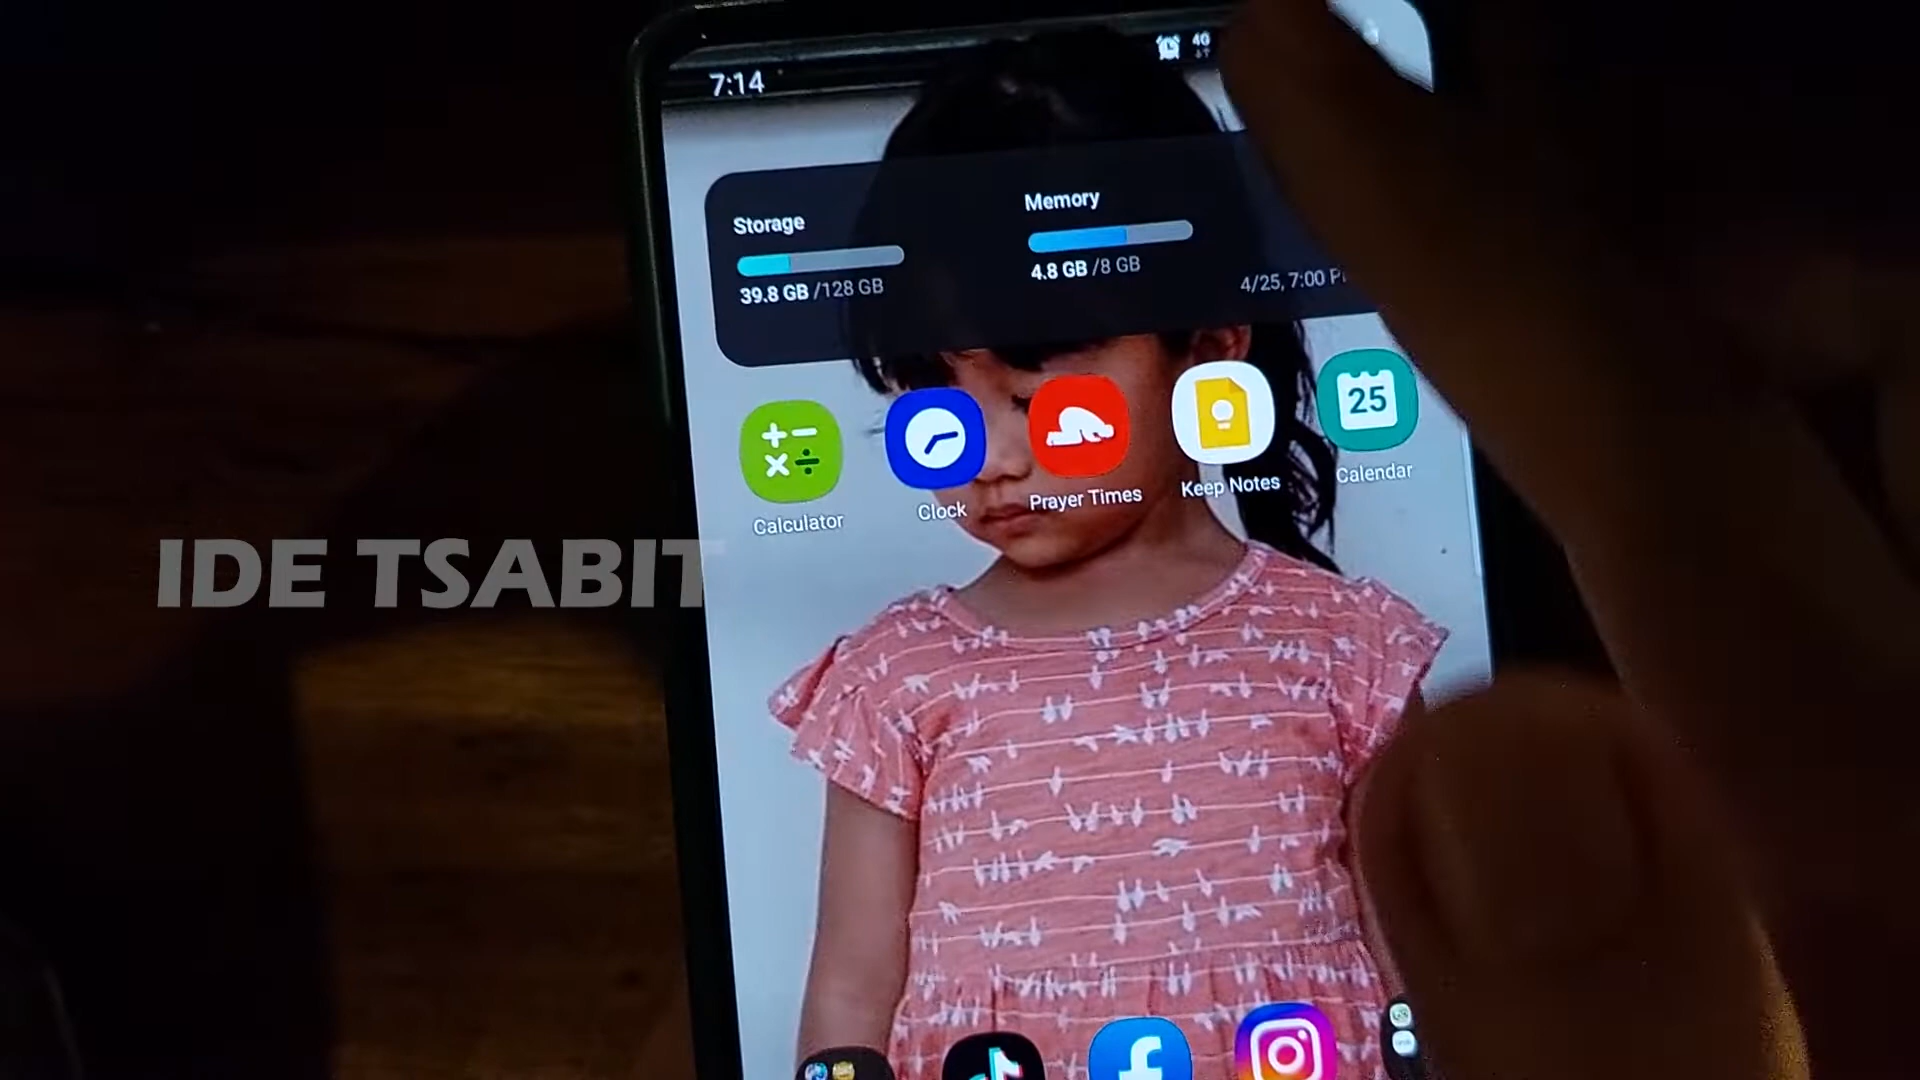 7:14
4G
Storage
39.8 GB /128 GB
Memory
4.8 GB /8 GB
4/25, 7:00
25
Calculator
Clock
Prayer Times
Keep Notes
Calendar
IDE TSABIT